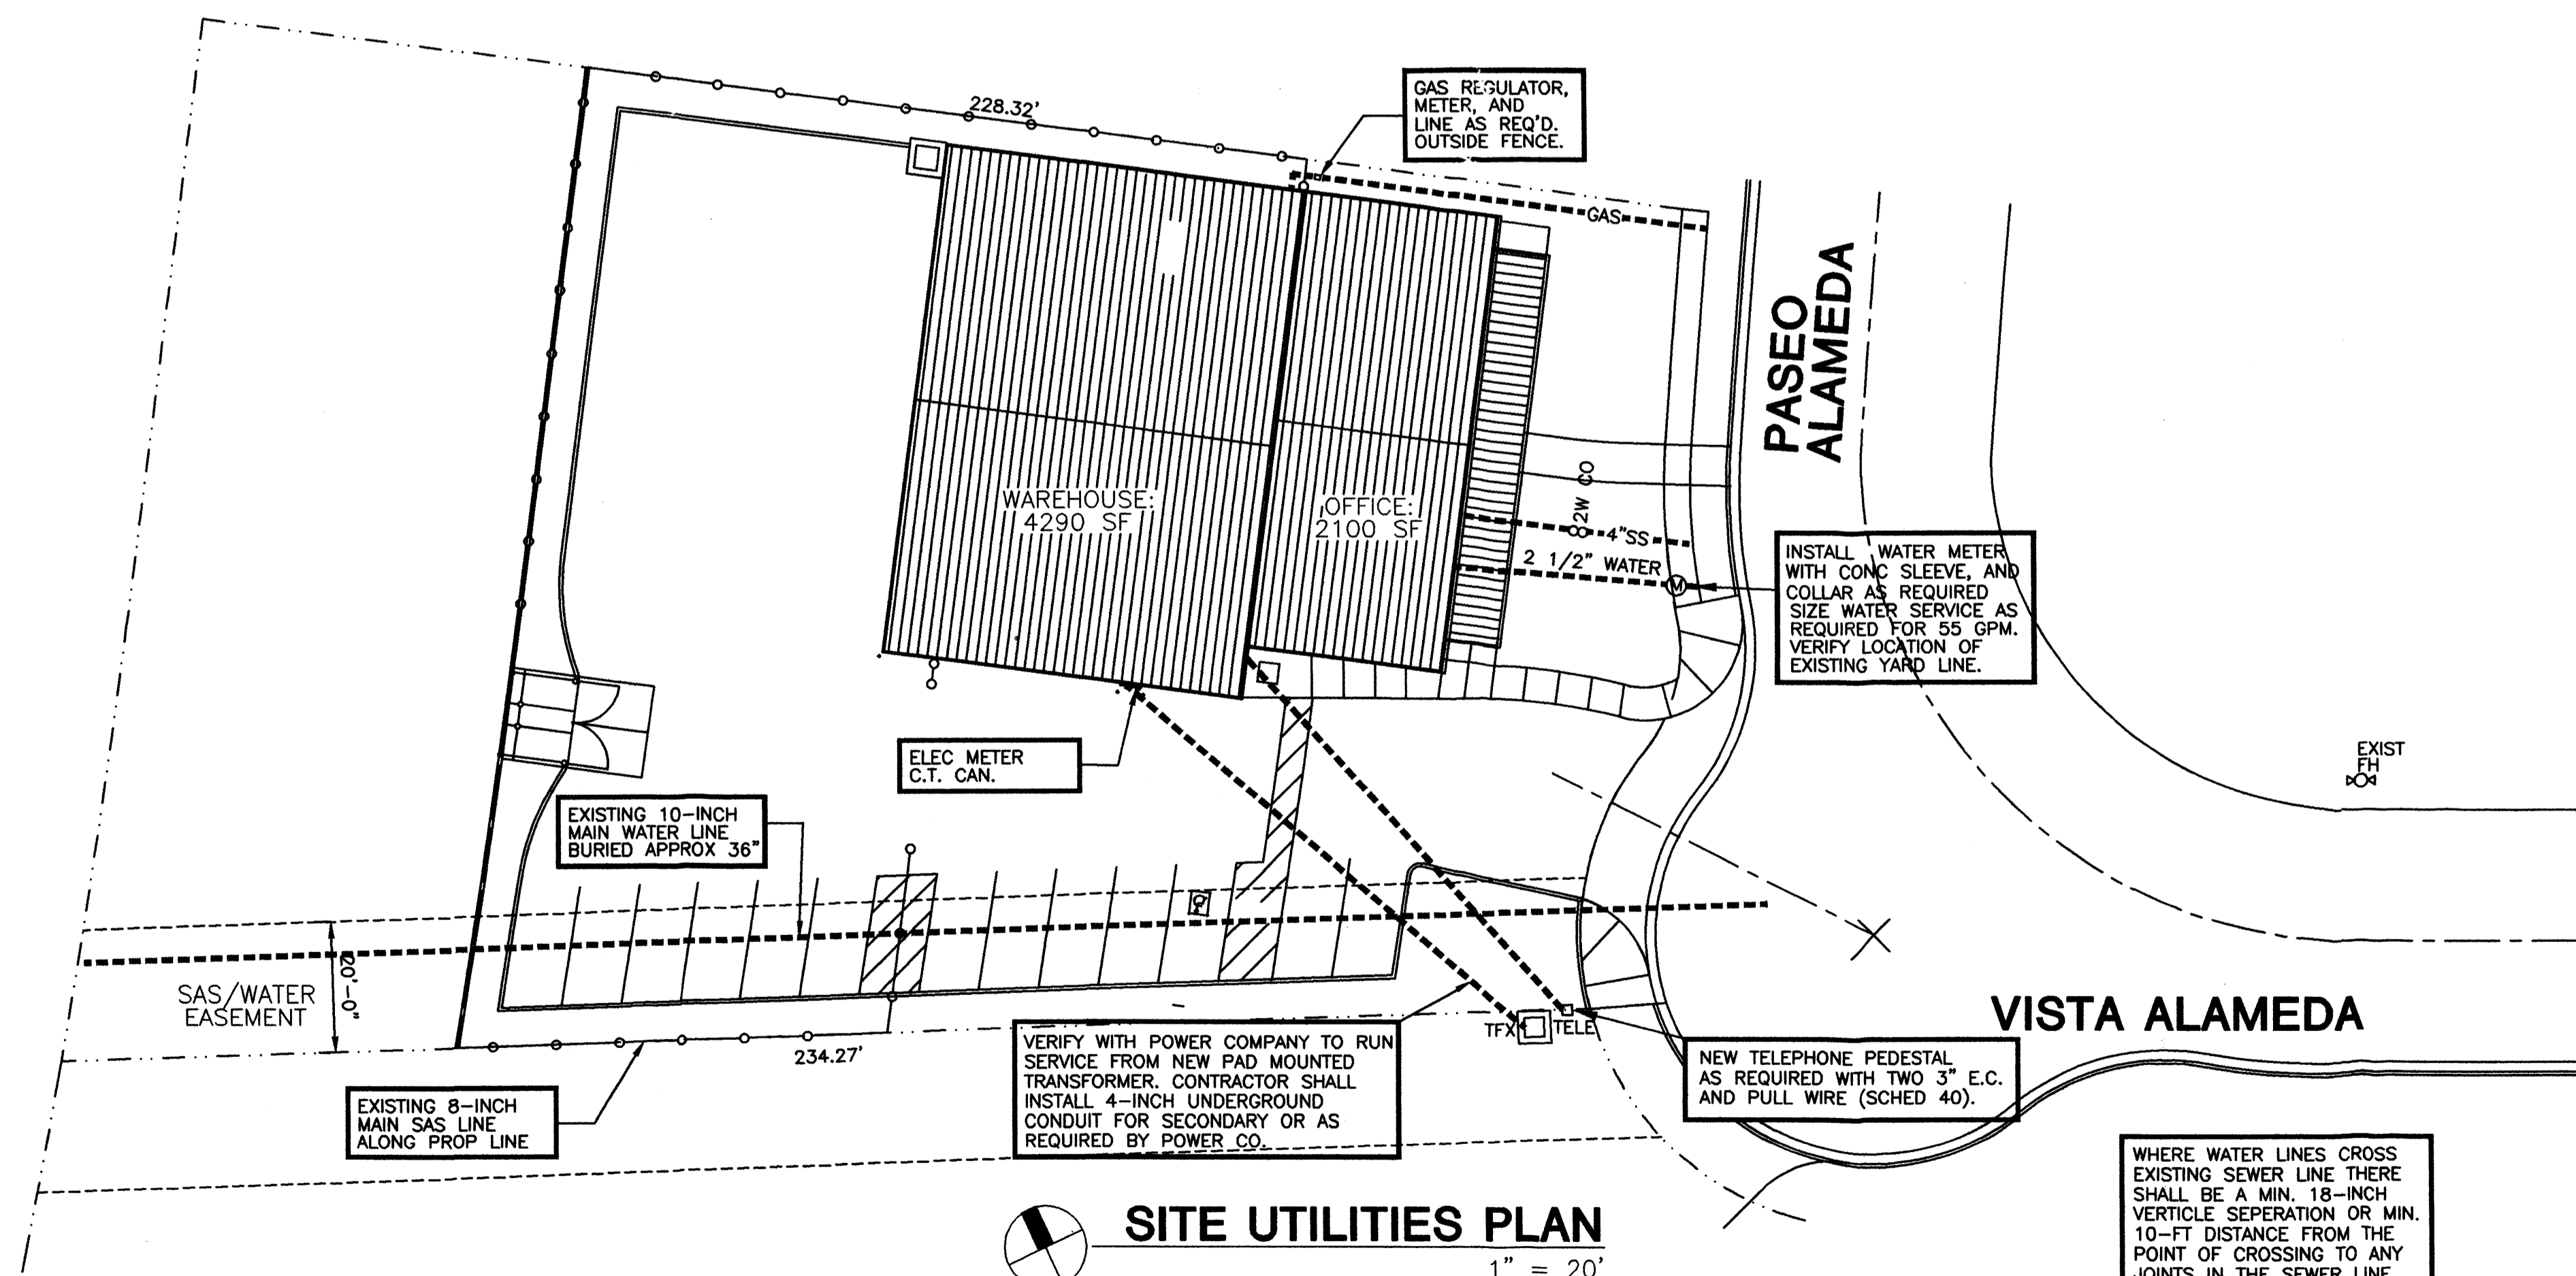 228.32'
GAS REGULATOR,
METER, AND
LINE AS REQ'D.
OUTSIDE FENCE.
GAS
PASEO
ALAMEDA
WAREHOUSE:
4290 SF
OFFICE:
2100 SF
2W CO
4"SS
2 1/2" WATER
M
INSTALL WATER METER
WITH CONC SLEEVE, AND
COLLAR AS REQUIRED
SIZE WATER SERVICE AS
REQUIRED FOR 55 GPM.
VERIFY LOCATION OF
EXISTING YARD LINE.
EXIST
FH
ELEC METER
C.T. CAN.
EXISTING 10-INCH
MAIN WATER LINE
BURIED APPROX 36"
20'-0"
SAS/WATER
EASEMENT
234.27'
EXISTING 8-INCH
MAIN SAS LINE
ALONG PROP LINE
VERIFY WITH POWER COMPANY TO RUN
SERVICE FROM NEW PAD MOUNTED
TRANSFORMER. CONTRACTOR SHALL
INSTALL 4-INCH UNDERGROUND
CONDUIT FOR SECONDARY OR AS
REQUIRED BY POWER CO.
TFX
TELE
VISTA ALAMEDA
NEW TELEPHONE PEDESTAL
AS REQUIRED WITH TWO 3" E.C.
AND PULL WIRE (SCHED 40).
WHERE WATER LINES CROSS
EXISTING SEWER LINE THERE
SHALL BE A MIN. 18-INCH
VERTICLE SEPERATION OR MIN.
10-FT DISTANCE FROM THE
POINT OF CROSSING TO ANY
JOINTS IN THE SEWER LINE
SITE UTILITIES PLAN
1" = 20'